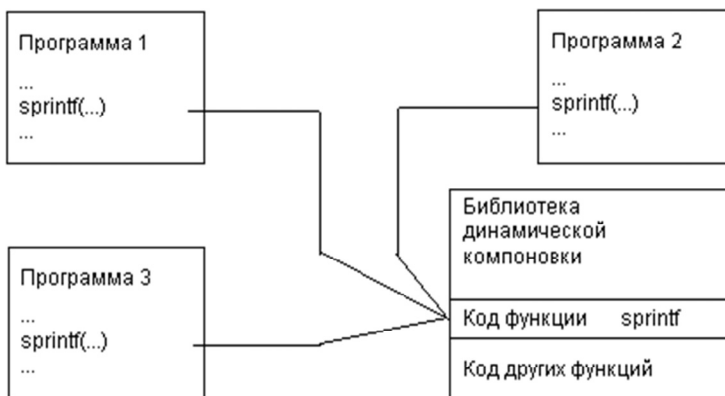 Программа 1
...
sprintf(...)
...
Программа 2
...
sprintf(...)
...
Программа 3
...
sprintf(...)
...
Библиотека
динамической
компоновки
Код функции sprintf
Код других функций